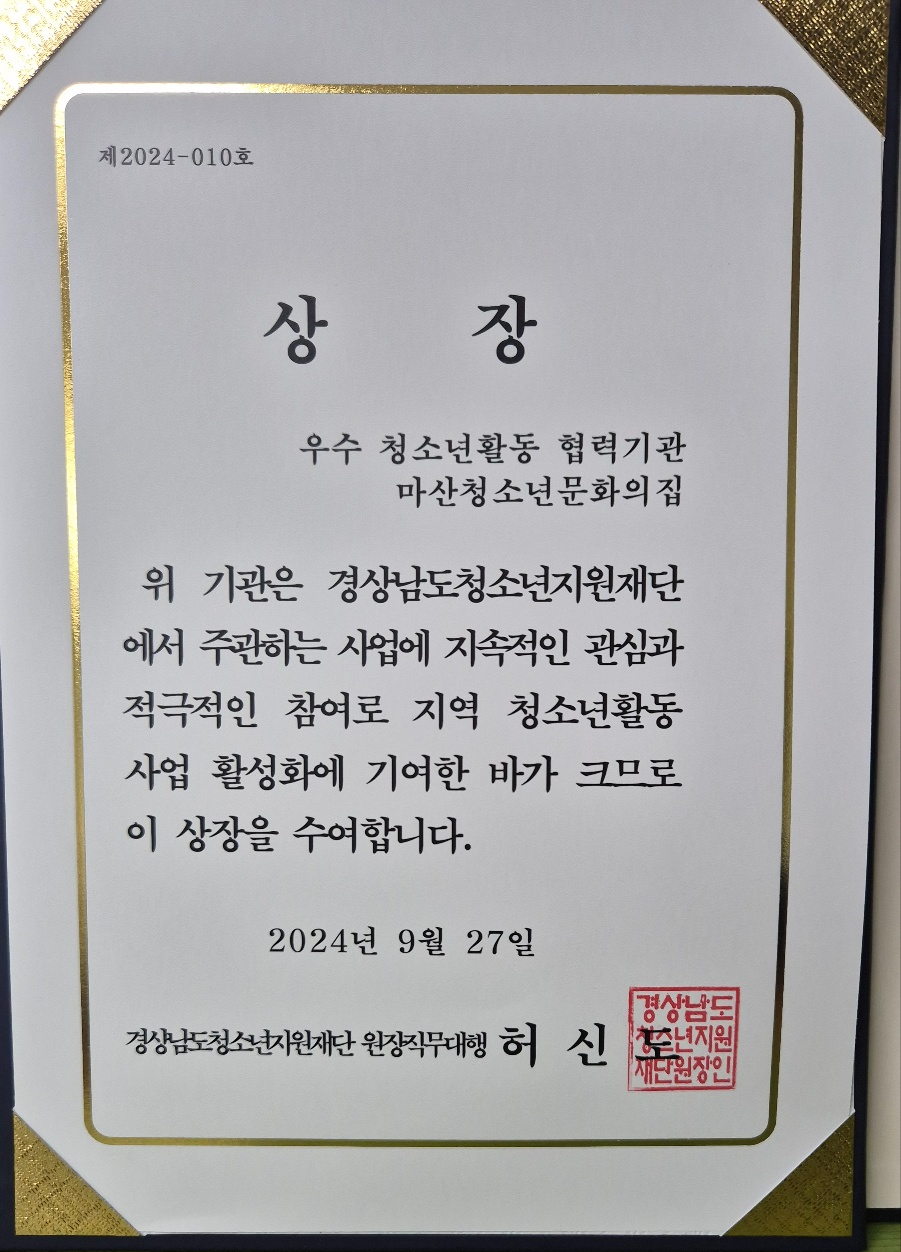 제2024-010호
상 장
우수 청소년활동 협력기관
마산청소년문화의집
위 기관은 경상남도청소년지원재단
에서 주관하는 사업에 지속적인 관심과
적극적인 참여로 지역 청소년활동
사업 활성화에 기여한 바가 크므로
이 상장을 수여합니다.
2024년 9월 27일
경상남도청소년지원재단 원장직무대행 허 신 도
경상남도
청소년지원
재단원장인